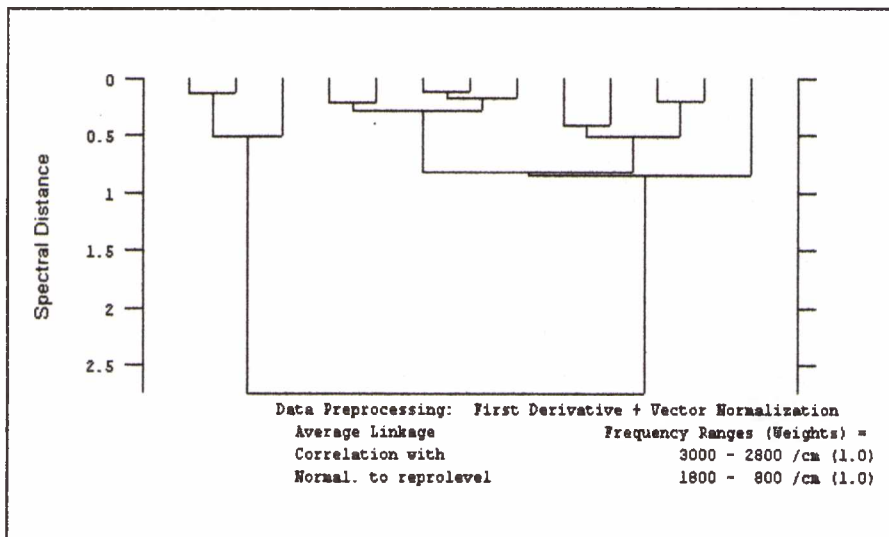 Spectral Distance
0
0.5
1
1.5
2
2.5
Data Preprocessing: First Derivative + Vector Normalization
Average Linkage Frequency Ranges (Weights) =
Correlation with 3000 - 2800 /cm (1.0)
Normal. to reprolevel 1800 - 800 /cm (1.0)